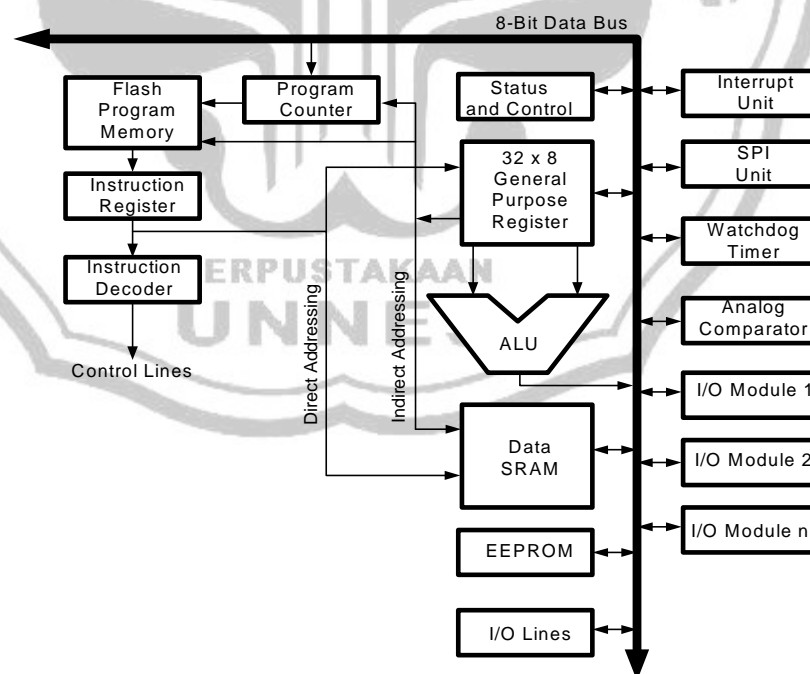 8-Bit Data Bus
Flash
Program
Memory
Program
Counter
Instruction
Register
Instruction
Decoder
Control Lines
Direct Addressing
Indirect Addressing
Status
and Control
32 x 8
General
Purpose
Register
ALU
Data
SRAM
EEPROM
I/O Lines
Interrupt
Unit
SPI
Unit
Watchdog
Timer
Analog
Comparator
I/O Module 1
I/O Module 2
I/O Module n
ERPUSTAKAAN
UNNES